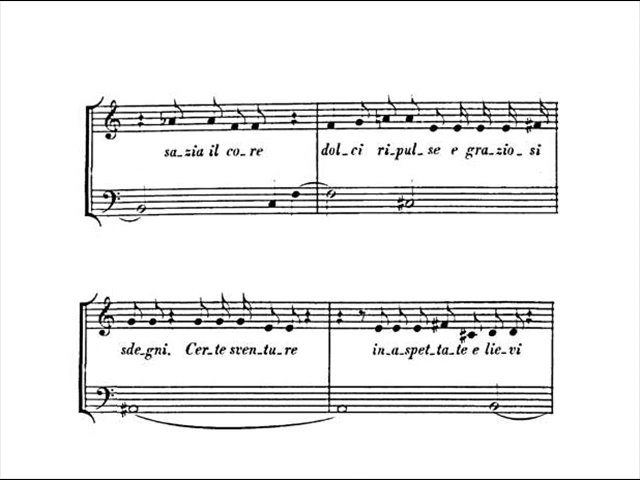 sa_zia il co_re dol_ci ri_pul_se e gra_zio_si
sde_gni. Cer_te sven_tu_re in_a_spet_ta_te e lie_vi